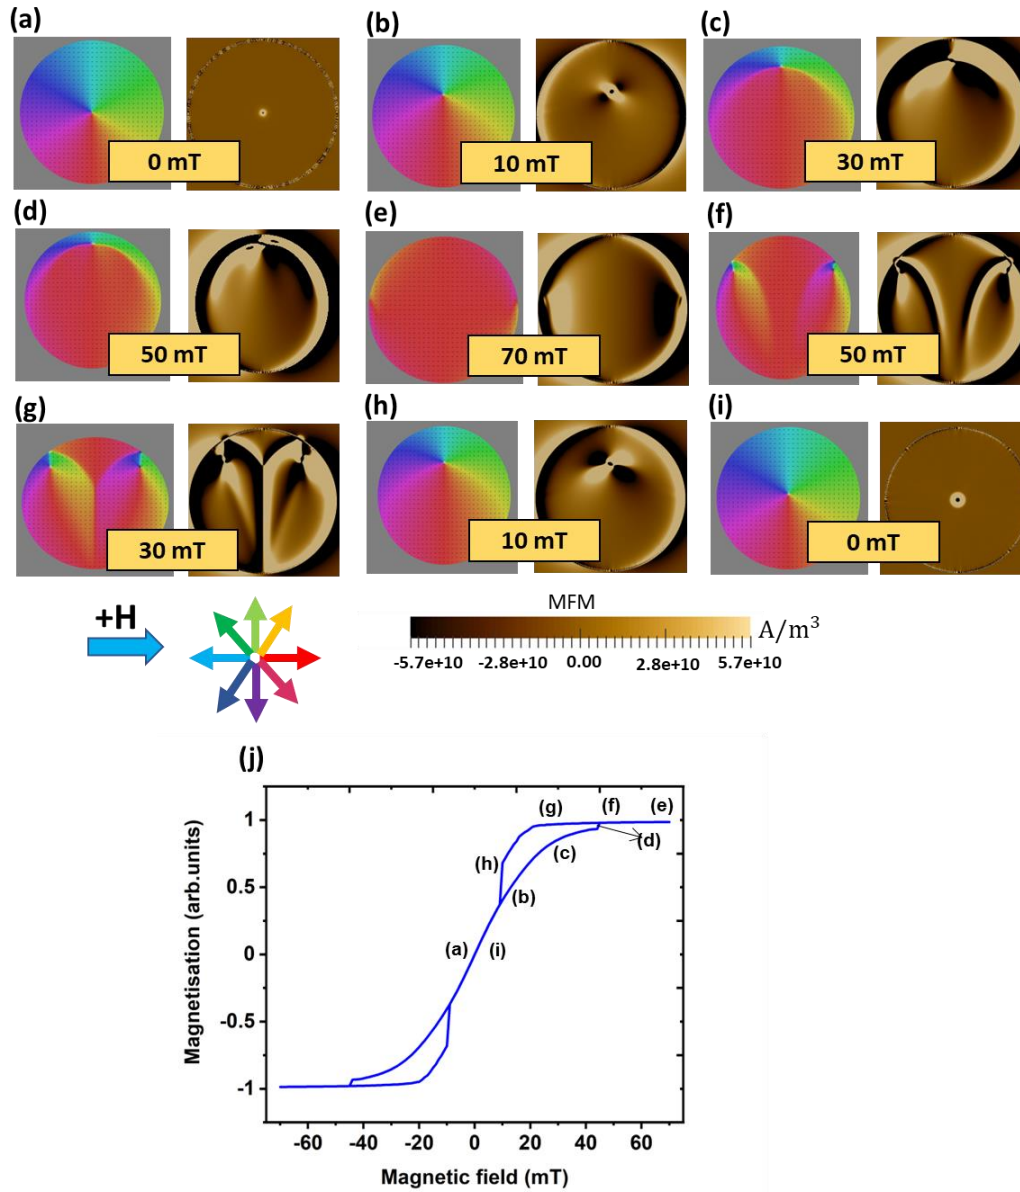 (a)
0 mT
(b)
10 mT
(c)
30 mT
(d)
50 mT
(e)
70 mT
(f)
50 mT
(g)
30 mT
(h)
10 mT
(i)
0 mT
+H
MFM
A/m³
-5.7e+10 -2.8e+10 0.00 2.8e+10 5.7e+10
(j)
Magnetisation (arb.units)
1
0.5
0
-0.5
-1
(g) (f) (e)
(d)
(c)
(h)
(b)
(a) (i)
-60 -40 -20 0 20 40 60
Magnetic field (mT)